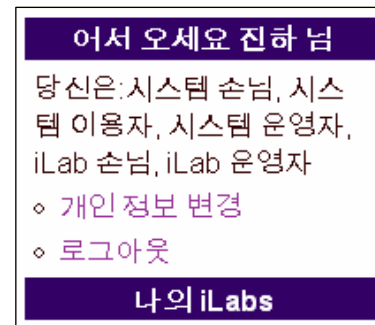 어서 오세요 진하 님
당신은:시스템 손님, 시스
템 이용자, 시스템 운영자,
iLab 손님, iLab 운영자
개인 정보 변경
로그아웃
나의 iLabs